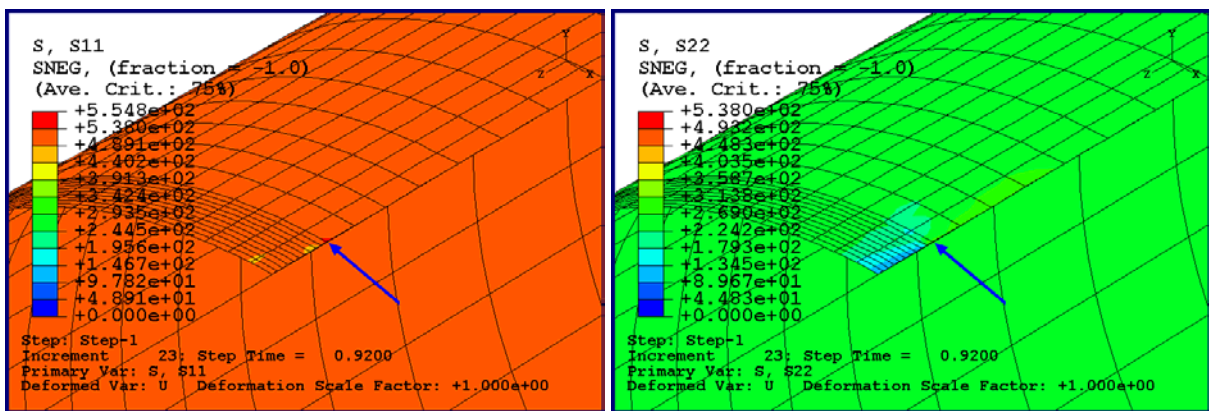 S, S11
SNEG, (fraction = -1.0)
(Ave. Crit.: 75%)
+5.548e+02
+5.380e+02
+4.891e+02
+4.402e+02
+3.913e+02
+3.424e+02
+2.935e+02
+2.445e+02
+1.956e+02
+1.467e+02
+9.782e+01
+4.891e+01
+0.000e+00
Y
Z
X
Step: Step-1
Increment 23: Step Time = 0.9200
Primary Var: S, S11
Deformed Var: U Deformation Scale Factor: +1.000e+00
S, S22
SNEG, (fraction = -1.0)
(Ave. Crit.: 75%)
+5.380e+02
+4.932e+02
+4.483e+02
+4.035e+02
+3.587e+02
+3.138e+02
+2.690e+02
+2.242e+02
+1.793e+02
+1.345e+02
+8.967e+01
+4.483e+01
+0.000e+00
Y
Z
X
Step: Step-1
Increment 23: Step Time = 0.9200
Primary Var: S, S22
Deformed Var: U Deformation Scale Factor: +1.000e+00